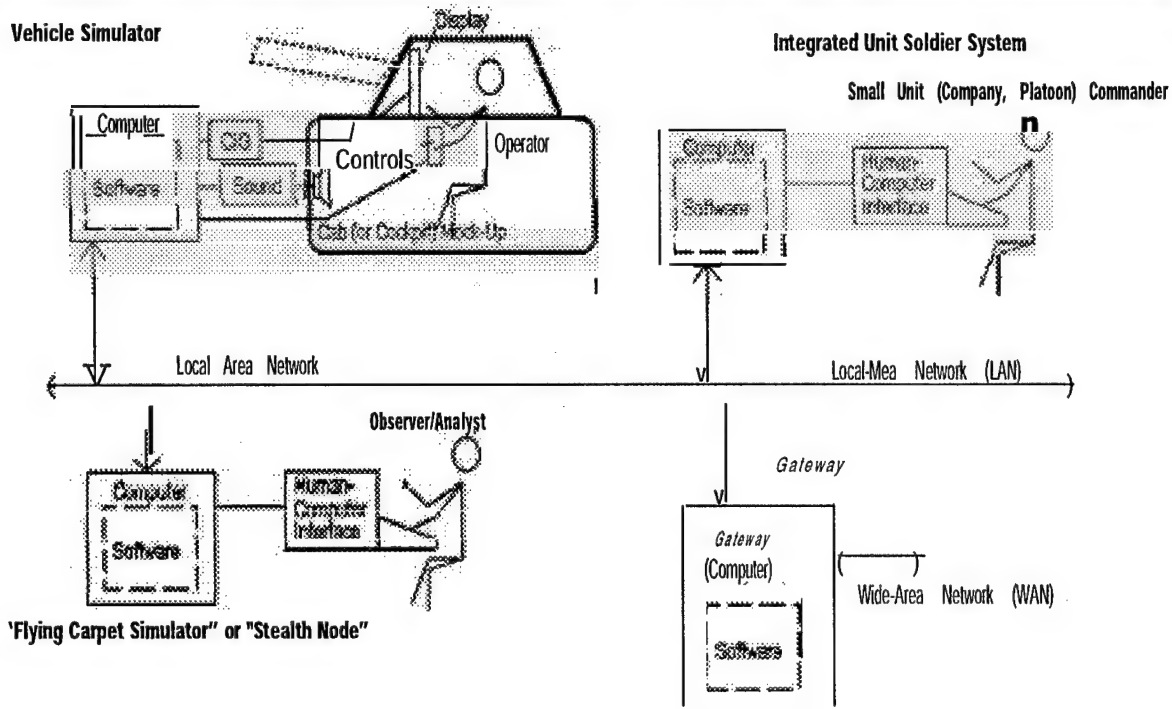 Vehicle Simulator
Display
Computer
CIG
Software
Sound
Controls
Operator
Cab (or Cockpit) Mock-Up
Integrated Unit Soldier System
Small Unit (Company, Platoon) Commander
n
Computer
Software
Human-
Computer
Interface
Local Area Network
Local-Mea Network (LAN)
Observer/Analyst
Computer
Software
Human-
Computer
Interface
'Flying Carpet Simulator" or "Stealth Node"
Gateway
Gateway
(Computer)
Software
Wide-Area Network (WAN)